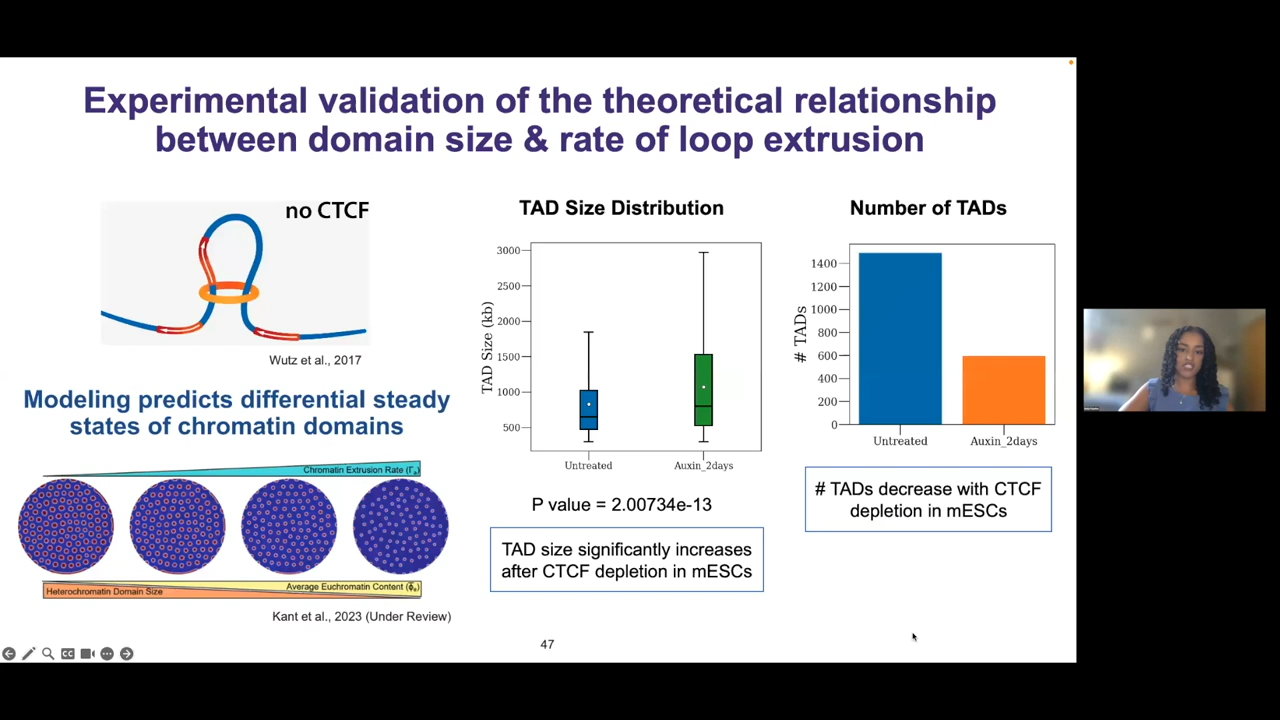 Experimental validation of the theoretical relationship
between domain size & rate of loop extrusion
no CTCF
Wutz et al., 2017
Modeling predicts differential steady
states of chromatin domains
Chromatin Extrusion Rate (Γₐ)
Heterochromatin Domain Size
Average Euchromatin Content
Kant et al., 2023 (Under Review)
TAD Size Distribution
TAD Size (kb)
3000
2500
2000
1500
1000
500
Untreated
Auxin_2days
P value = 2.00734e-13
TAD size significantly increases
after CTCF depletion in mESCs
Number of TADs
# TADs
1400
1200
1000
800
600
400
200
0
Untreated
Auxin_2days
# TADs decrease with CTCF
depletion in mESCs
47
CC